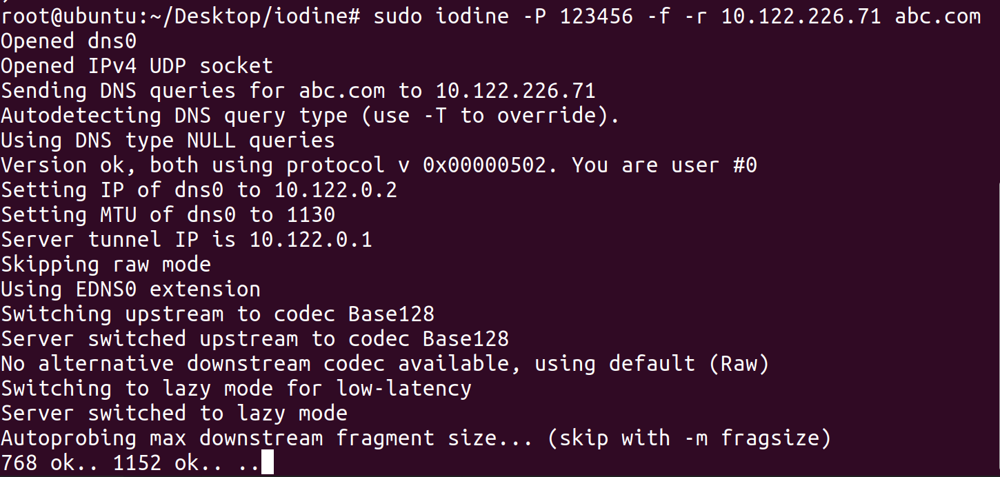 root@ubuntu:~/Desktop/iodine# sudo iodine -P 123456 -f -r 10.122.226.71 abc.com
Opened dns0
Opened IPv4 UDP socket
Sending DNS queries for abc.com to 10.122.226.71
Autodetecting DNS query type (use -T to override).
Using DNS type NULL queries
Version ok, both using protocol v 0x00000502. You are user #0
Setting IP of dns0 to 10.122.0.2
Setting MTU of dns0 to 1130
Server tunnel IP is 10.122.0.1
Skipping raw mode
Using EDNS0 extension
Switching upstream to codec Base128
Server switched upstream to codec Base128
No alternative downstream codec available, using default (Raw)
Switching to lazy mode for low-latency
Server switched to lazy mode
Autoprobing max downstream fragment size... (skip with -m fragsize)
768 ok.. 1152 ok.. ..